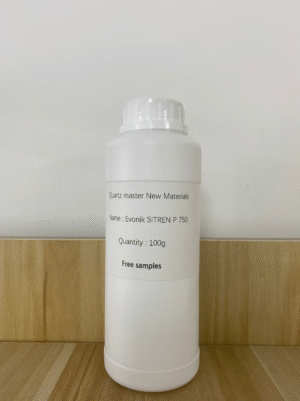 Quartz master New Materials
Name : Evonik SITREN P 750
Quantity : 100g
Free samples